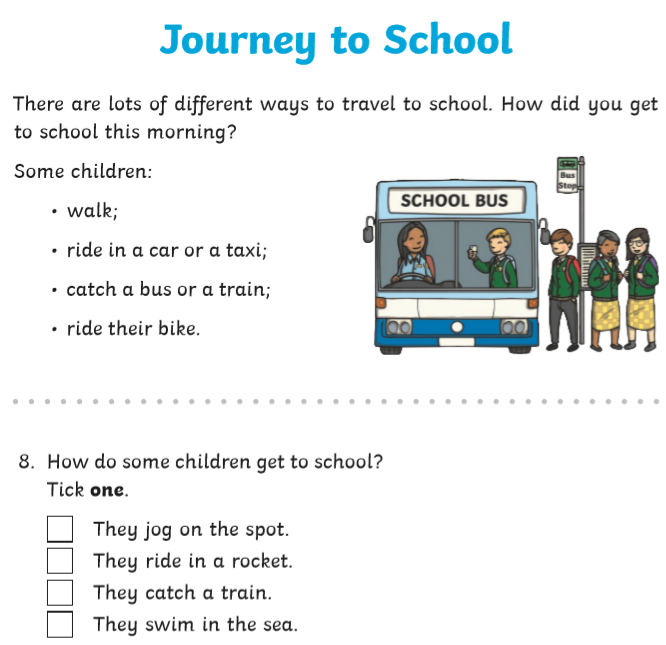 Journey to School
There are lots of different ways to travel to school. How did you get
to school this morning?
Some children:
• walk;
• ride in a car or a taxi;
• catch a bus or a train;
• ride their bike.
Bus
Stop
SCHOOL BUS
8. How do some children get to school?
Tick one.
They jog on the spot.
They ride in a rocket.
They catch a train.
They swim in the sea.